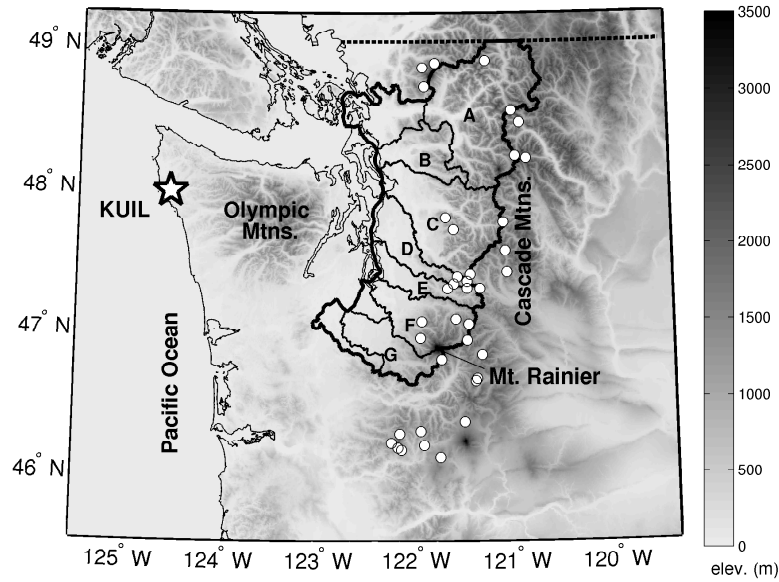 49° N
48° N
47° N
46° N
125° W
124° W
123° W
122° W
121° W
120° W
KUIL
Olympic
Mtns.
Pacific Ocean
Cascade Mtns.
Mt. Rainier
A
B
C
D
E
F
G
3500
3000
2500
2000
1500
1000
500
0
elev. (m)